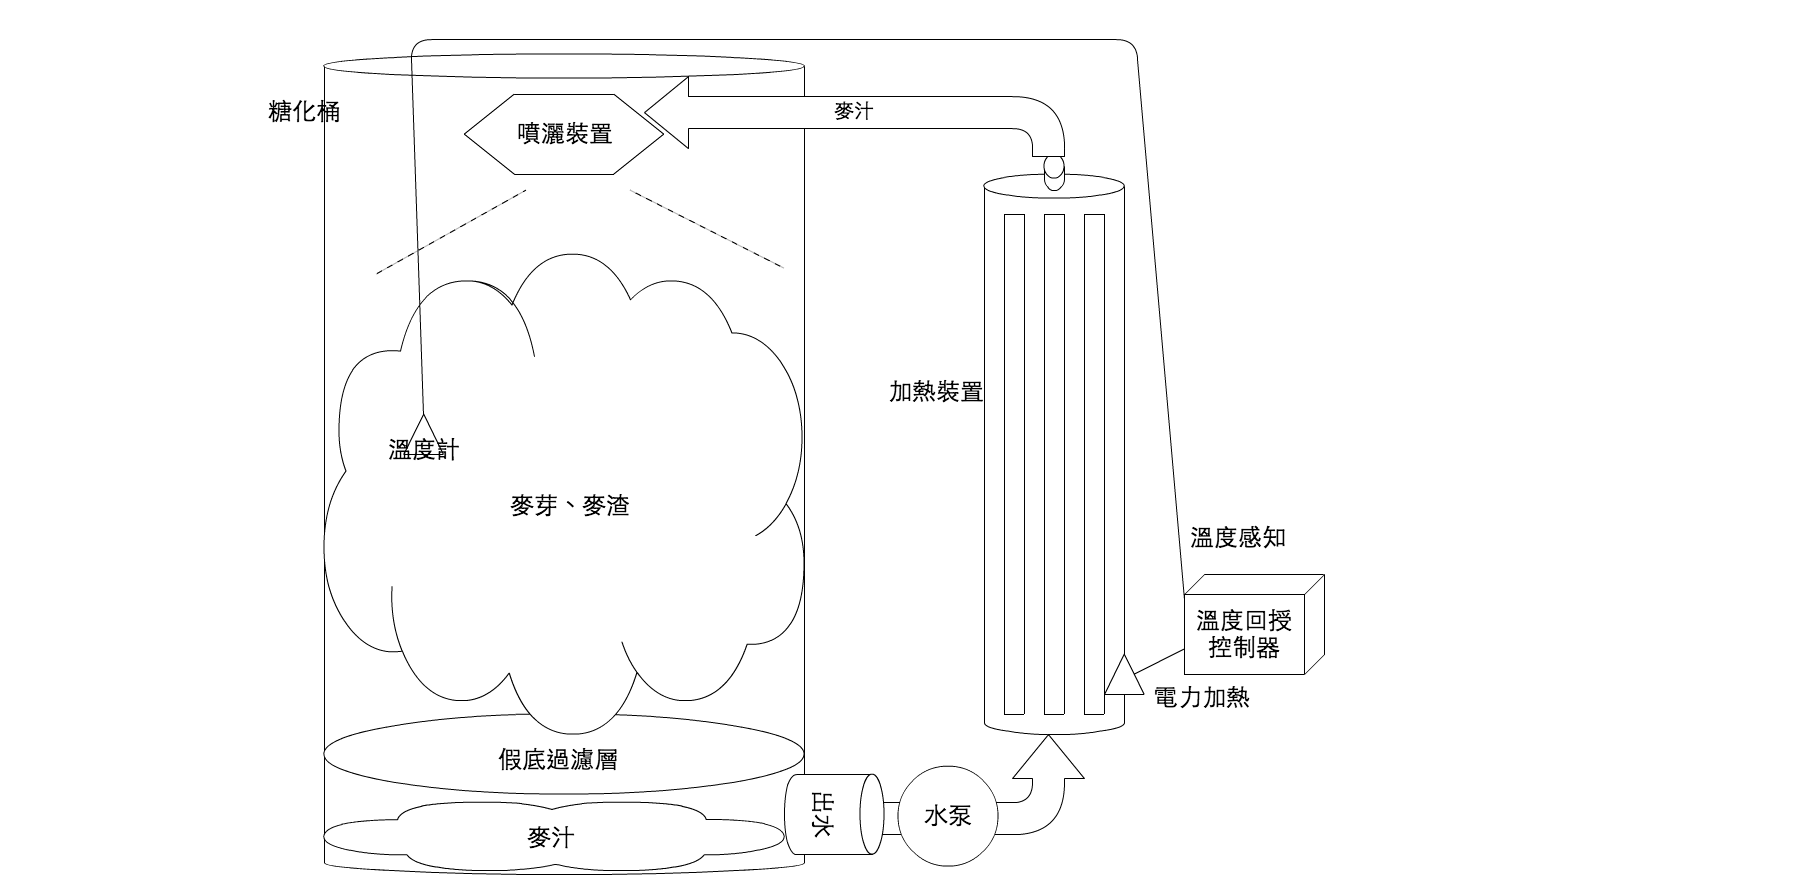 糖化桶
噴灑裝置
麥汁
加熱裝置
溫度計
麥芽、麥渣
溫度感知
溫度回授
控制器
電力加熱
假底過濾層
出水
水泵
麥汁